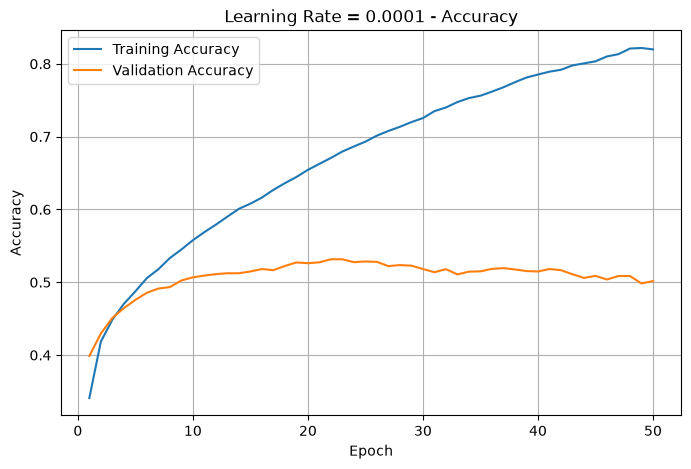 Learning Rate = 0.0001 - Accuracy
Training Accuracy
Validation Accuracy
0.8
0.7
0.6
0.5
0.4
Accuracy
0 10 20 30 40 50
Epoch